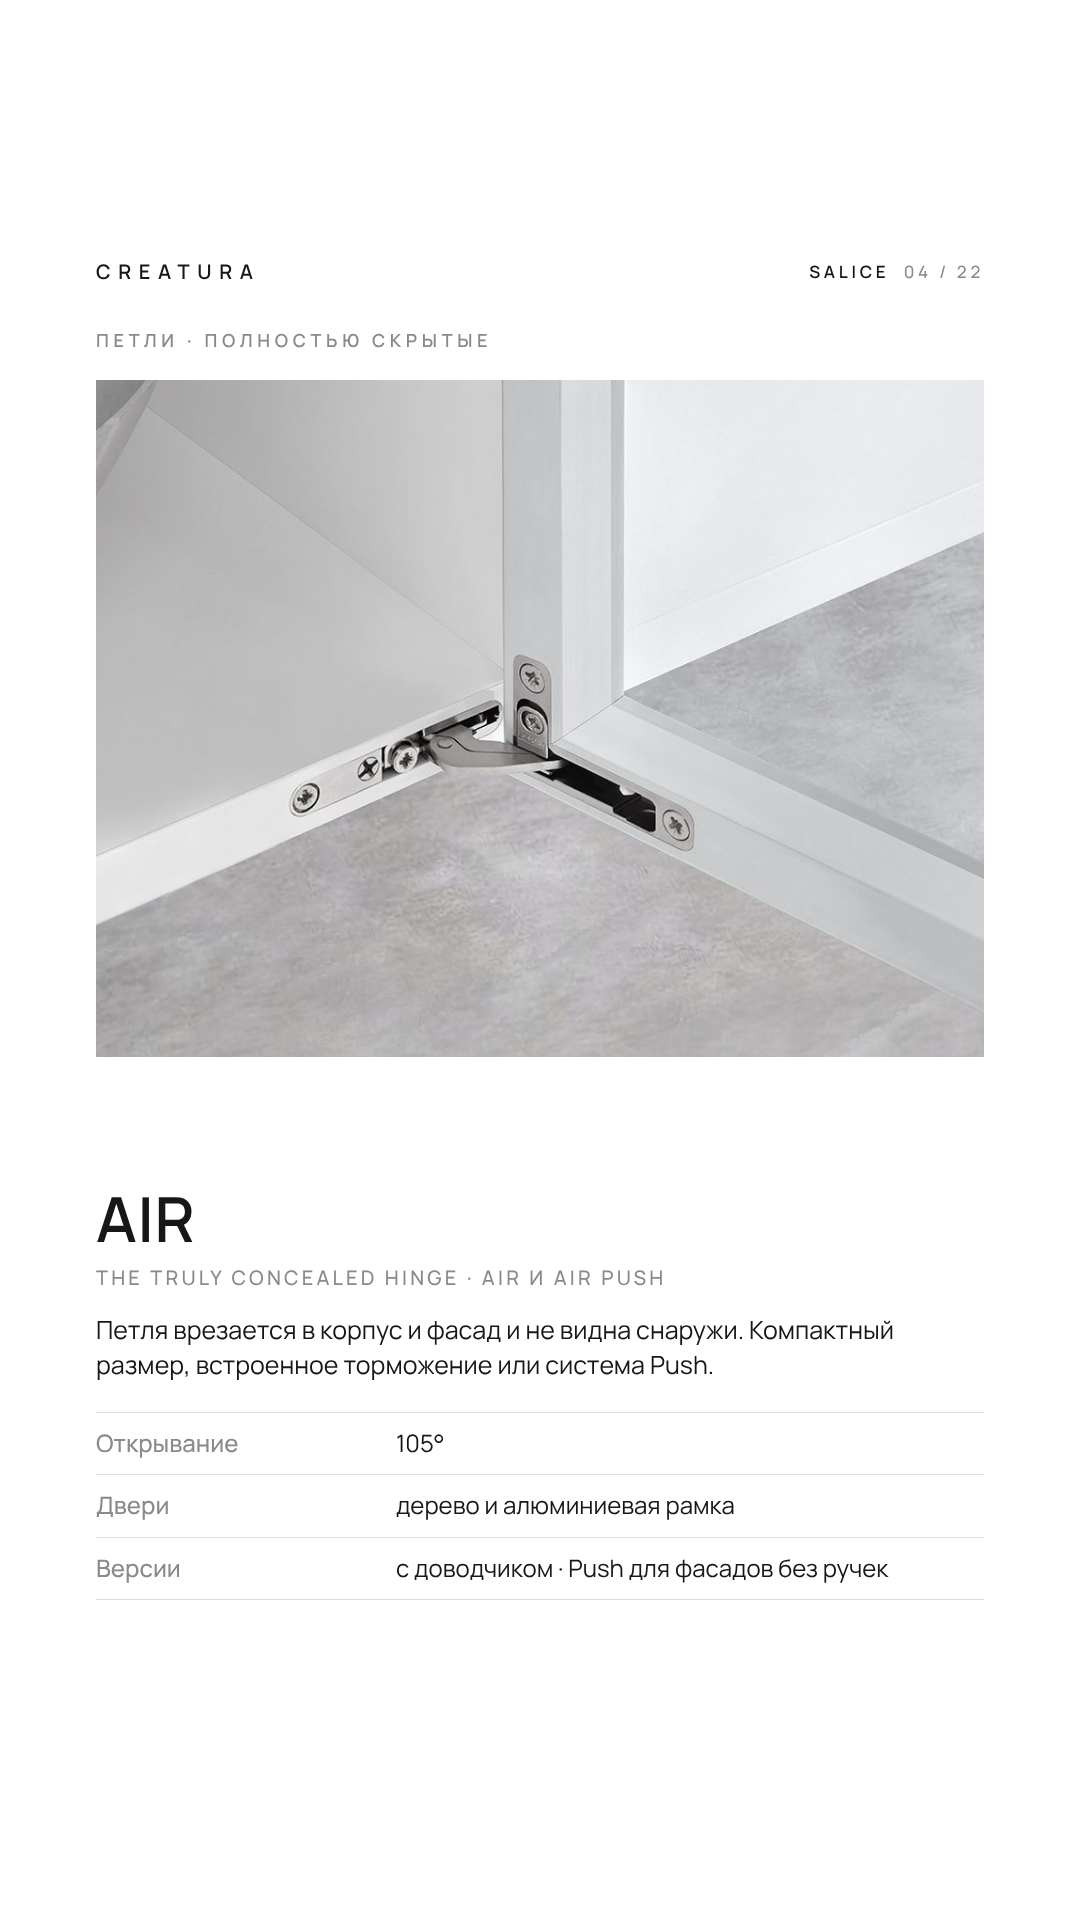 CREATURA
SALICE 04 / 22
ПЕТЛИ · ПОЛНОСТЬЮ СКРЫТЫЕ
AIR
THE TRULY CONCEALED HINGE · AIR И AIR PUSH
Петля врезается в корпус и фасад и не видна снаружи. Компактный
размер, встроенное торможение или система Push.
Открывание 105°
Двери дерево и алюминиевая рамка
Версии с доводчиком · Push для фасадов без ручек